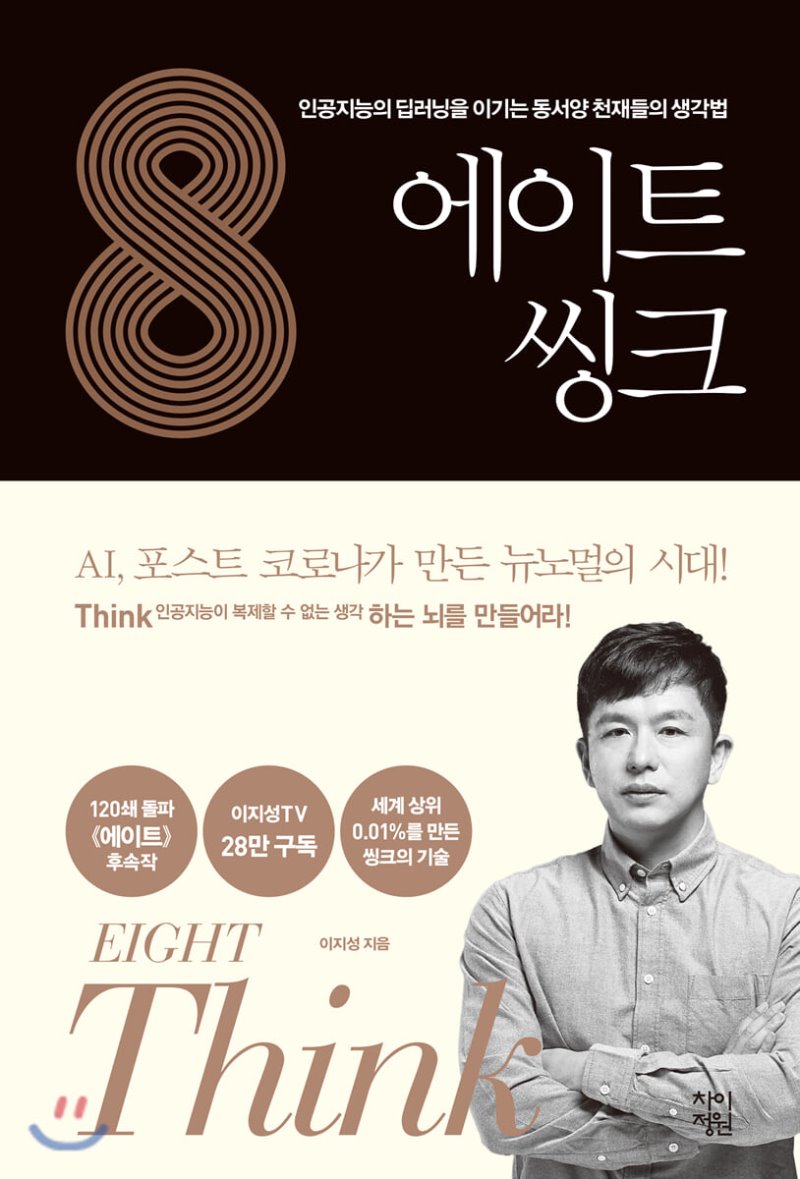 8
인공지능의 딥러닝을 이기는 동서양 천재들의 생각법
에이트
씽크
AI, 포스트 코로나가 만든 뉴노멀의 시대!
Think 인공지능이 복제할 수 없는 생각 하는 뇌를 만들어라!
120쇄 돌파
《에이트》
후속작
이지성TV
28만 구독
세계 상위
0.01%를 만든
씽크의 기술
EIGHT
이지성 지음
Think
차이
정원